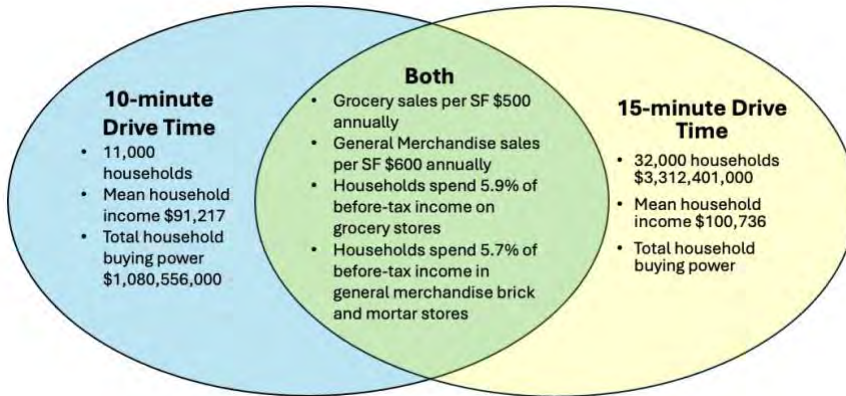 10-minute
Drive Time
• 11,000
households
• Mean household
income $91,217
• Total household
buying power
$1,080,556,000
Both
• Grocery sales per SF $500
annually
• General Merchandise sales
per SF $600 annually
• Households spend 5.9% of
before-tax income on
grocery stores
• Households spend 5.7% of
before-tax income in
general merchandise brick
and mortar stores
15-minute Drive
Time
• 32,000 households
$3,312,401,000
• Mean household
income $100,736
• Total household
buying power